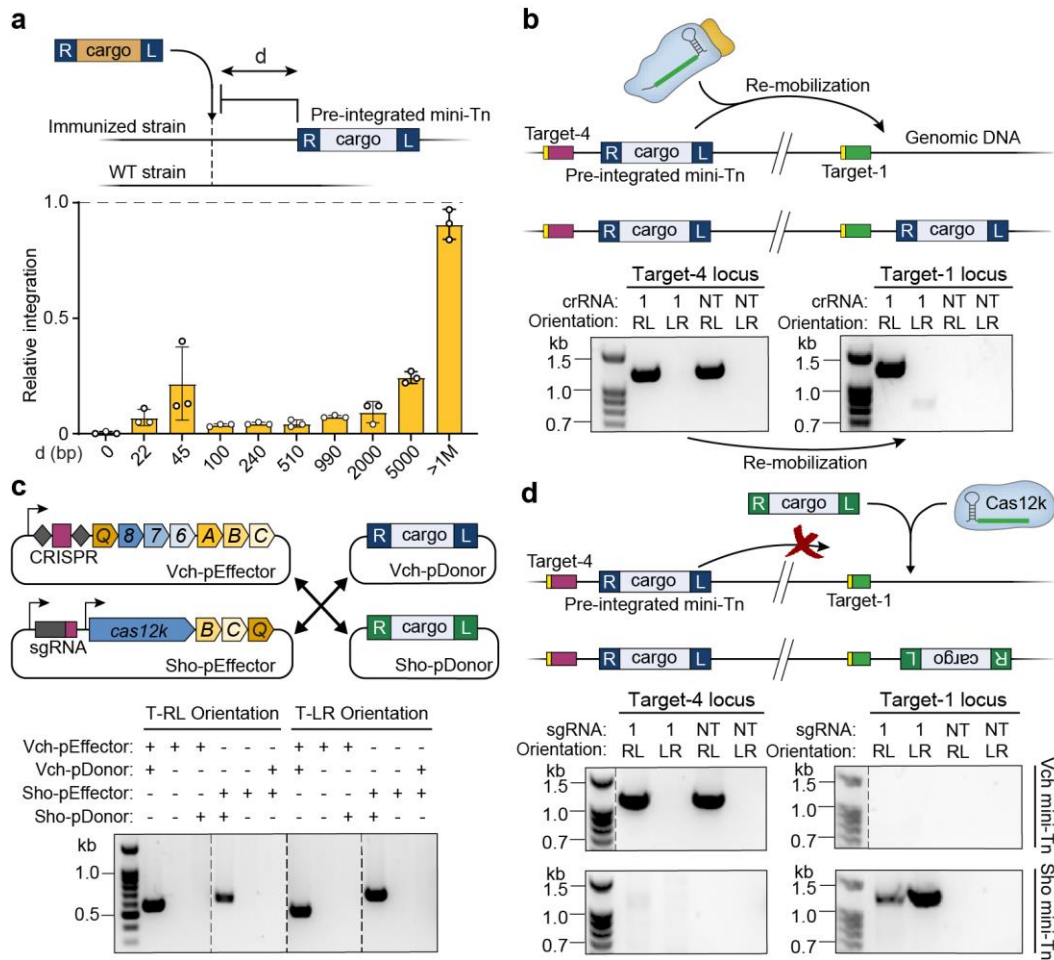 a
R cargo L
d
Pre-integrated mini-Tn
Immunized strain
R cargo L
WT strain
Relative integration
1.0
0.5
0
d (bp)
0 22 45 100 240 510 990 2000 5000 >1M
b
Re-mobilization
Target-4
Genomic DNA
R cargo L
Pre-integrated mini-Tn
Target-1
R cargo L
R cargo L
Target-4 locus
crRNA: 1 1 NT NT
Orientation: RL LR RL LR
kb
1.5
1.0
0.7
Target-1 locus
crRNA: 1 1 NT NT
Orientation: RL LR RL LR
kb
1.5
1.0
0.7
Re-mobilization
c
Q 8 7 6 A B C
CRISPR
Vch-pEffector
R cargo L
Vch-pDonor
sgRNA
cas12k B C Q
Sho-pEffector
R cargo L
Sho-pDonor
T-RL Orientation T-LR Orientation
Vch-pEffector: + + + - - - + + + - - -
Vch-pDonor: + - - - - + + - - - - +
Sho-pEffector: - - - + + + - - - + + +
Sho-pDonor: - - + + - - - - + + - -
kb
1.0
0.5
d
R cargo L
Cas12k
Target-4
R cargo L
Pre-integrated mini-Tn
Target-1
R cargo L
R cargo L
Target-4 locus
sgRNA: 1 1 NT NT
Orientation: RL LR RL LR
kb
1.5
1.0
0.7
Target-1 locus
sgRNA: 1 1 NT NT
Orientation: RL LR RL LR
kb
1.5
1.0
0.7
Vch mini-Tn
kb
1.5
1.0
0.7
kb
1.5
1.0
0.7
Sho mini-Tn